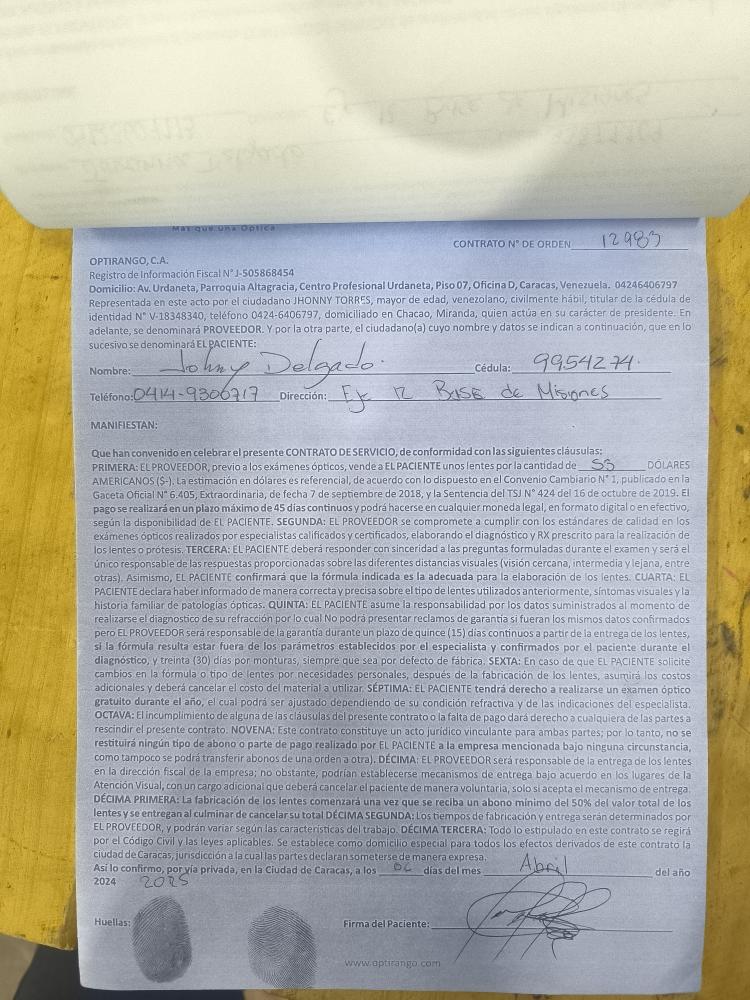 Más que una Óptica
CONTRATO N° DE ORDEN 12983
OPTIRANGO, C.A.
Registro de Información Fiscal N° J-505868454
Domicilio: Av. Urdaneta, Parroquia Altagracia, Centro Profesional Urdaneta, Piso 07, Oficina D, Caracas, Venezuela. 04246406797
Representada en este acto por el ciudadano JHONNY TORRES, mayor de edad, venezolano, civilmente hábil, titular de la cédula de
identidad N° V-18348340, teléfono 0424-6406797, domiciliado en Chacao, Miranda, quien actúa en su carácter de presidente. En
adelante, se denominará PROVEEDOR. Y por la otra parte, el ciudadano(a) cuyo nombre y datos se indican a continuación, que en lo
sucesivo se denominará EL PACIENTE:
Nombre: Johny Delgado. Cédula: 9954274.
Teléfono: 0414-9306717 Dirección: Eje 12 BASE de Misiones
MANIFIESTAN:
Que han convenido en celebrar el presente CONTRATO DE SERVICIO, de conformidad con las siguientes cláusulas:
PRIMERA: EL PROVEEDOR, previo a los exámenes ópticos, vende a EL PACIENTE unos lentes por la cantidad de 55 DÓLARES
AMERICANOS ($-). La estimación en dólares es referencial, de acuerdo con lo dispuesto en el Convenio Cambiario N° 1, publicado en la
Gaceta Oficial N° 6.405, Extraordinaria, de fecha 7 de septiembre de 2018, y la Sentencia del TSJ N° 424 del 16 de octubre de 2019. El
pago se realizará en un plazo máximo de 45 días continuos y podrá hacerse en cualquier moneda legal, en formato digital o en efectivo,
según la disponibilidad de EL PACIENTE. SEGUNDA: EL PROVEEDOR se compromete a cumplir con los estándares de calidad en los
exámenes ópticos realizados por especialistas calificados y certificados, elaborando el diagnóstico y RX prescrito para la realización de
los lentes o prótesis. TERCERA: EL PACIENTE deberá responder con sinceridad a las preguntas formuladas durante el examen y será el
único responsable de las respuestas proporcionadas sobre las diferentes distancias visuales (visión cercana, intermedia y lejana, entre
otras). Asimismo, EL PACIENTE confirmará que la fórmula indicada es la adecuada para la elaboración de los lentes. CUARTA: EL
PACIENTE declara haber informado de manera correcta y precisa sobre el tipo de lentes utilizados anteriormente, síntomas visuales y la
historia familiar de patologías ópticas. QUINTA: EL PACIENTE asume la responsabilidad por los datos suministrados al momento de
realizarse el diagnostico de su refracción por lo cual No podrá presentar reclamos de garantía si fueran los mismos datos confirmados
pero EL PROVEEDOR será responsable de la garantía durante un plazo de quince (15) días continuos a partir de la entrega de los lentes,
si la fórmula resulta estar fuera de los parámetros establecidos por el especialista y confirmados por el paciente durante el
diagnóstico, y treinta (30) días por monturas, siempre que sea por defecto de fábrica. SEXTA: En caso de que EL PACIENTE solicite
cambios en la fórmula o tipo de lentes por necesidades personales, después de la fabricación de los lentes, asumirá los costos
adicionales y deberá cancelar el costo del material a utilizar. SÉPTIMA: EL PACIENTE tendrá derecho a realizarse un examen óptico
gratuito durante el año, el cual podrá ser ajustado dependiendo de su condición refractiva y de las indicaciones del especialista.
OCTAVA: El incumplimiento de alguna de las cláusulas del presente contrato o la falta de pago dará derecho a cualquiera de las partes a
rescindir el presente contrato. NOVENA: Este contrato constituye un acto jurídico vinculante para ambas partes; por lo tanto, no se
restituirá ningún tipo de abono o parte de pago realizado por EL PACIENTE a la empresa mencionada bajo ninguna circunstancia,
como tampoco se podrá transferir abonos de una orden a otra). DÉCIMA: EL PROVEEDOR será responsable de la entrega de los lentes
en la dirección fiscal de la empresa; no obstante, podrían establecerse mecanismos de entrega bajo acuerdo en los lugares de la
Atención Visual, con un cargo adicional que deberá cancelar el paciente de manera voluntaria, solo si acepta el mecanismo de entrega.
DÉCIMA PRIMERA: La fabricación de los lentes comenzará una vez que se reciba un abono mínimo del 50% del valor total de los
lentes y se entregan al culminar de cancelar su total DÉCIMA SEGUNDA: Los tiempos de fabricación y entrega serán determinados por
EL PROVEEDOR, y podrán variar según las características del trabajo. DÉCIMA TERCERA: Todo lo estipulado en este contrato se regirá
por el Código Civil y las leyes aplicables. Se establece como domicilio especial para todos los efectos derivados de este contrato la
ciudad de Caracas, jurisdicción a la cual las partes declaran someterse de manera expresa.
Así lo confirmo, por vía privada, en la Ciudad de Caracas, a los 02 días del mes Abril del año
2024 2025
Huellas: Firma del Paciente:
www.optirango.com